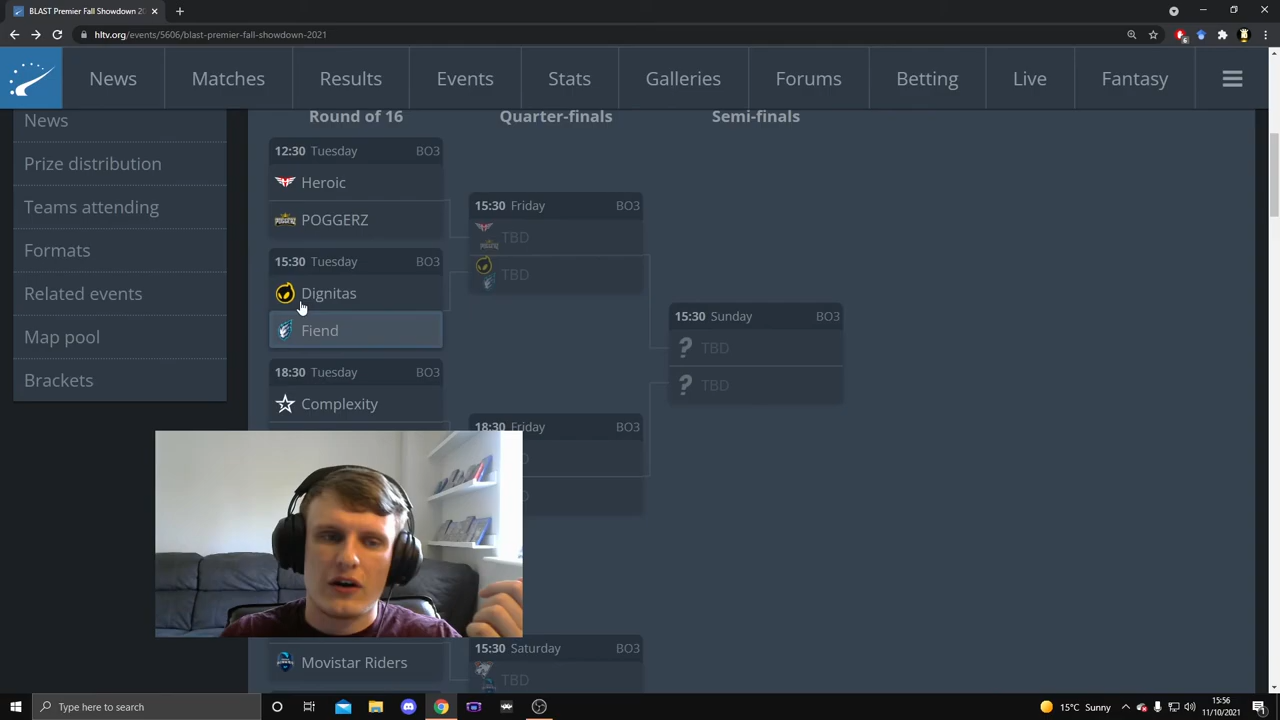 BLAST Premier Fall Showdown 20
hltv.org/events/5606/blast-premier-fall-showdown-2021
News
Matches
Results
Events
Stats
Galleries
Forums
Betting
Live
Fantasy
News
Prize distribution
Teams attending
Formats
Related events
Map pool
Brackets
Round of 16
Quarter-finals
Semi-finals
12:30 Tuesday BO3
Heroic
POGGERZ
15:30 Tuesday BO3
Dignitas
Fiend
18:30 Tuesday BO3
Complexity
Movistar Riders
15:30 Friday BO3
TBD
TBD
18:30 Friday BO3
15:30 Saturday BO3
TBD
15:30 Sunday BO3
? TBD
? TBD
Type here to search
15°C Sunny
15:56
11/10/2021